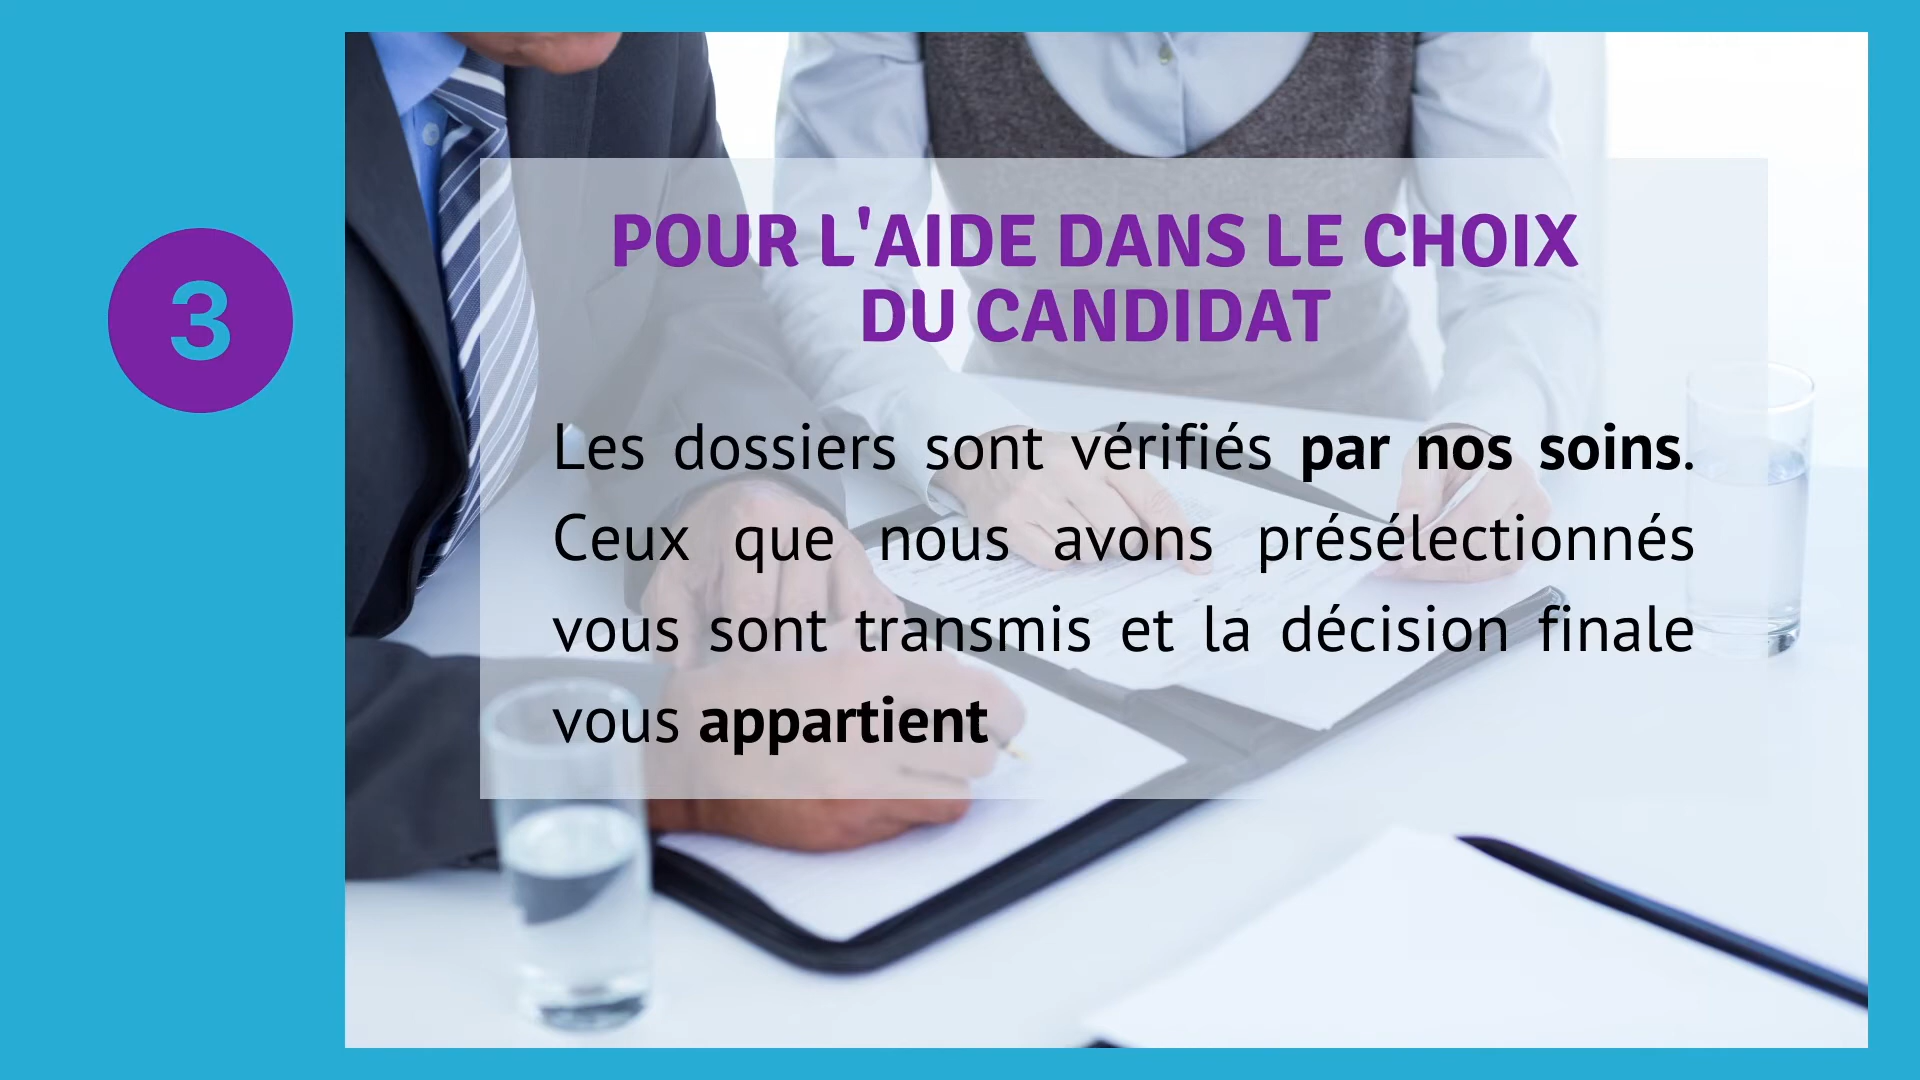 3
POUR L'AIDE DANS LE CHOIX
DU CANDIDAT
Les dossiers sont vérifiés par nos soins.
Ceux que nous avons présélectionnés
vous sont transmis et la décision finale
vous appartient